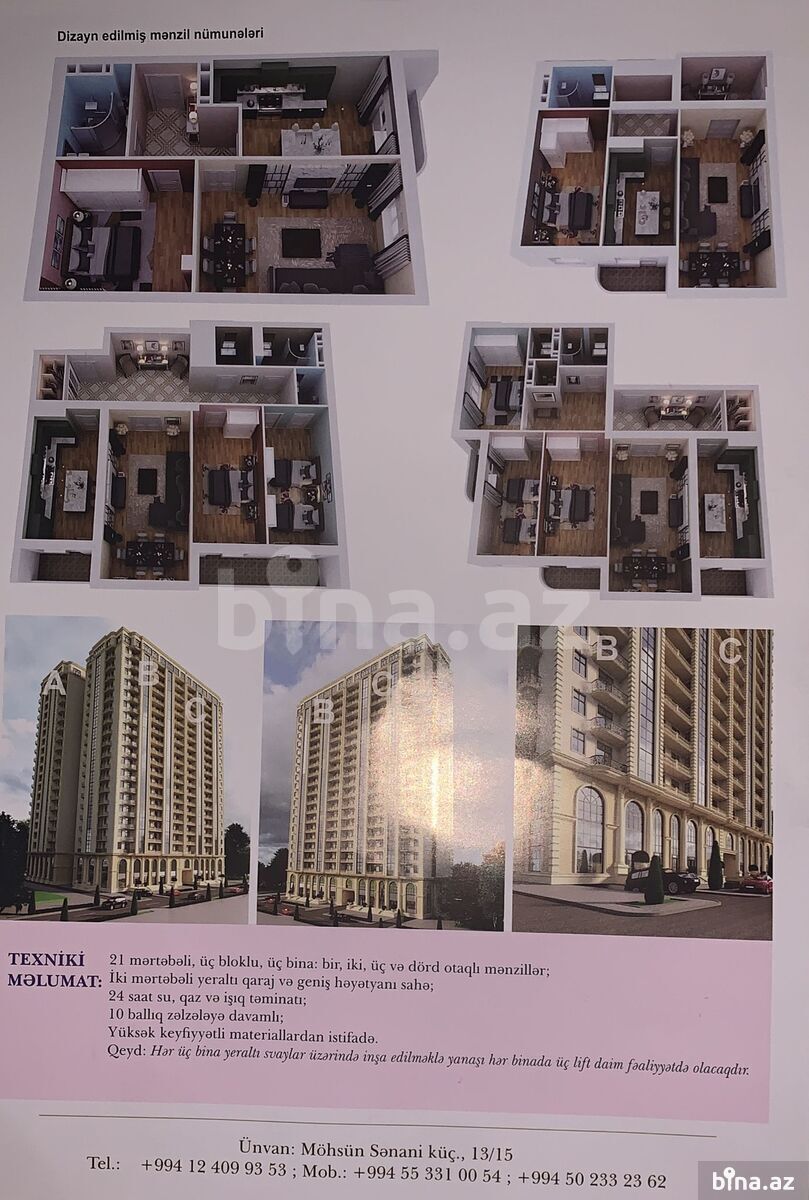 Dizayn edilmiş mənzil nümunələri
bina.az
A B C
B C
B C
TEXNİKİ
MƏLUMAT:
21 mərtəbəli, üç bloklu, üç bina: bir, iki, üç və dörd otaqlı mənzillər;
İki mərtəbəli yeraltı qaraj və geniş həyətyanı sahə;
24 saat su, qaz və işıq təminatı;
10 ballıq zəlzələyə davamlı;
Yüksək keyfiyyətli materiallardan istifadə.
Qeyd: Hər üç bina yeraltı svaylar üzərində inşa edilməklə yanaşı hər binada üç lift daim fəaliyyətdə olacaqdır.
Ünvan: Möhsün Sənani küç., 13/15
Tel.: +994 12 409 93 53 ; Mob.: +994 55 331 00 54 ; +994 50 233 23 62
bina.az